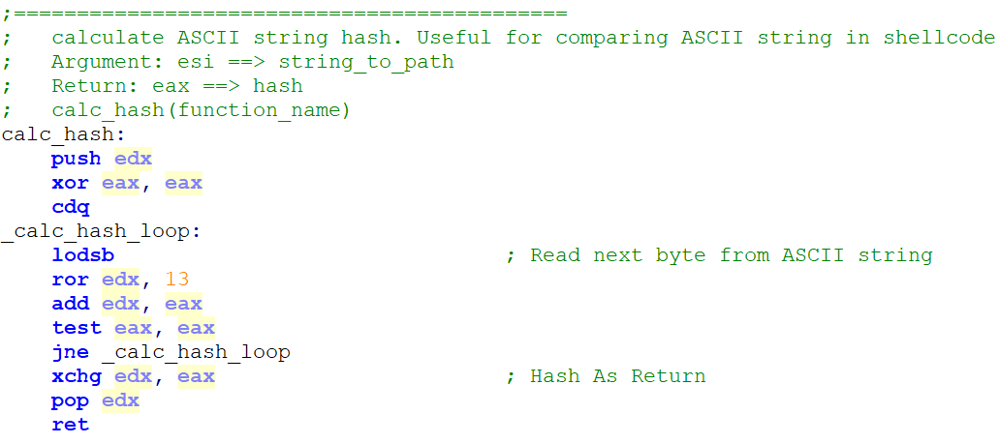 ;============================================
;   calculate ASCII string hash. Useful for comparing ASCII string in shellcode
;   Argument: esi ==> string_to_path
;   Return: eax ==> hash
;   calc_hash(function_name)
calc_hash:
    push edx
    xor eax, eax
    cdq
_calc_hash_loop:
    lodsb                               ; Read next byte from ASCII string
    ror edx, 13
    add edx, eax
    test eax, eax
    jne _calc_hash_loop
    xchg edx, eax                       ; Hash As Return
    pop edx
    ret